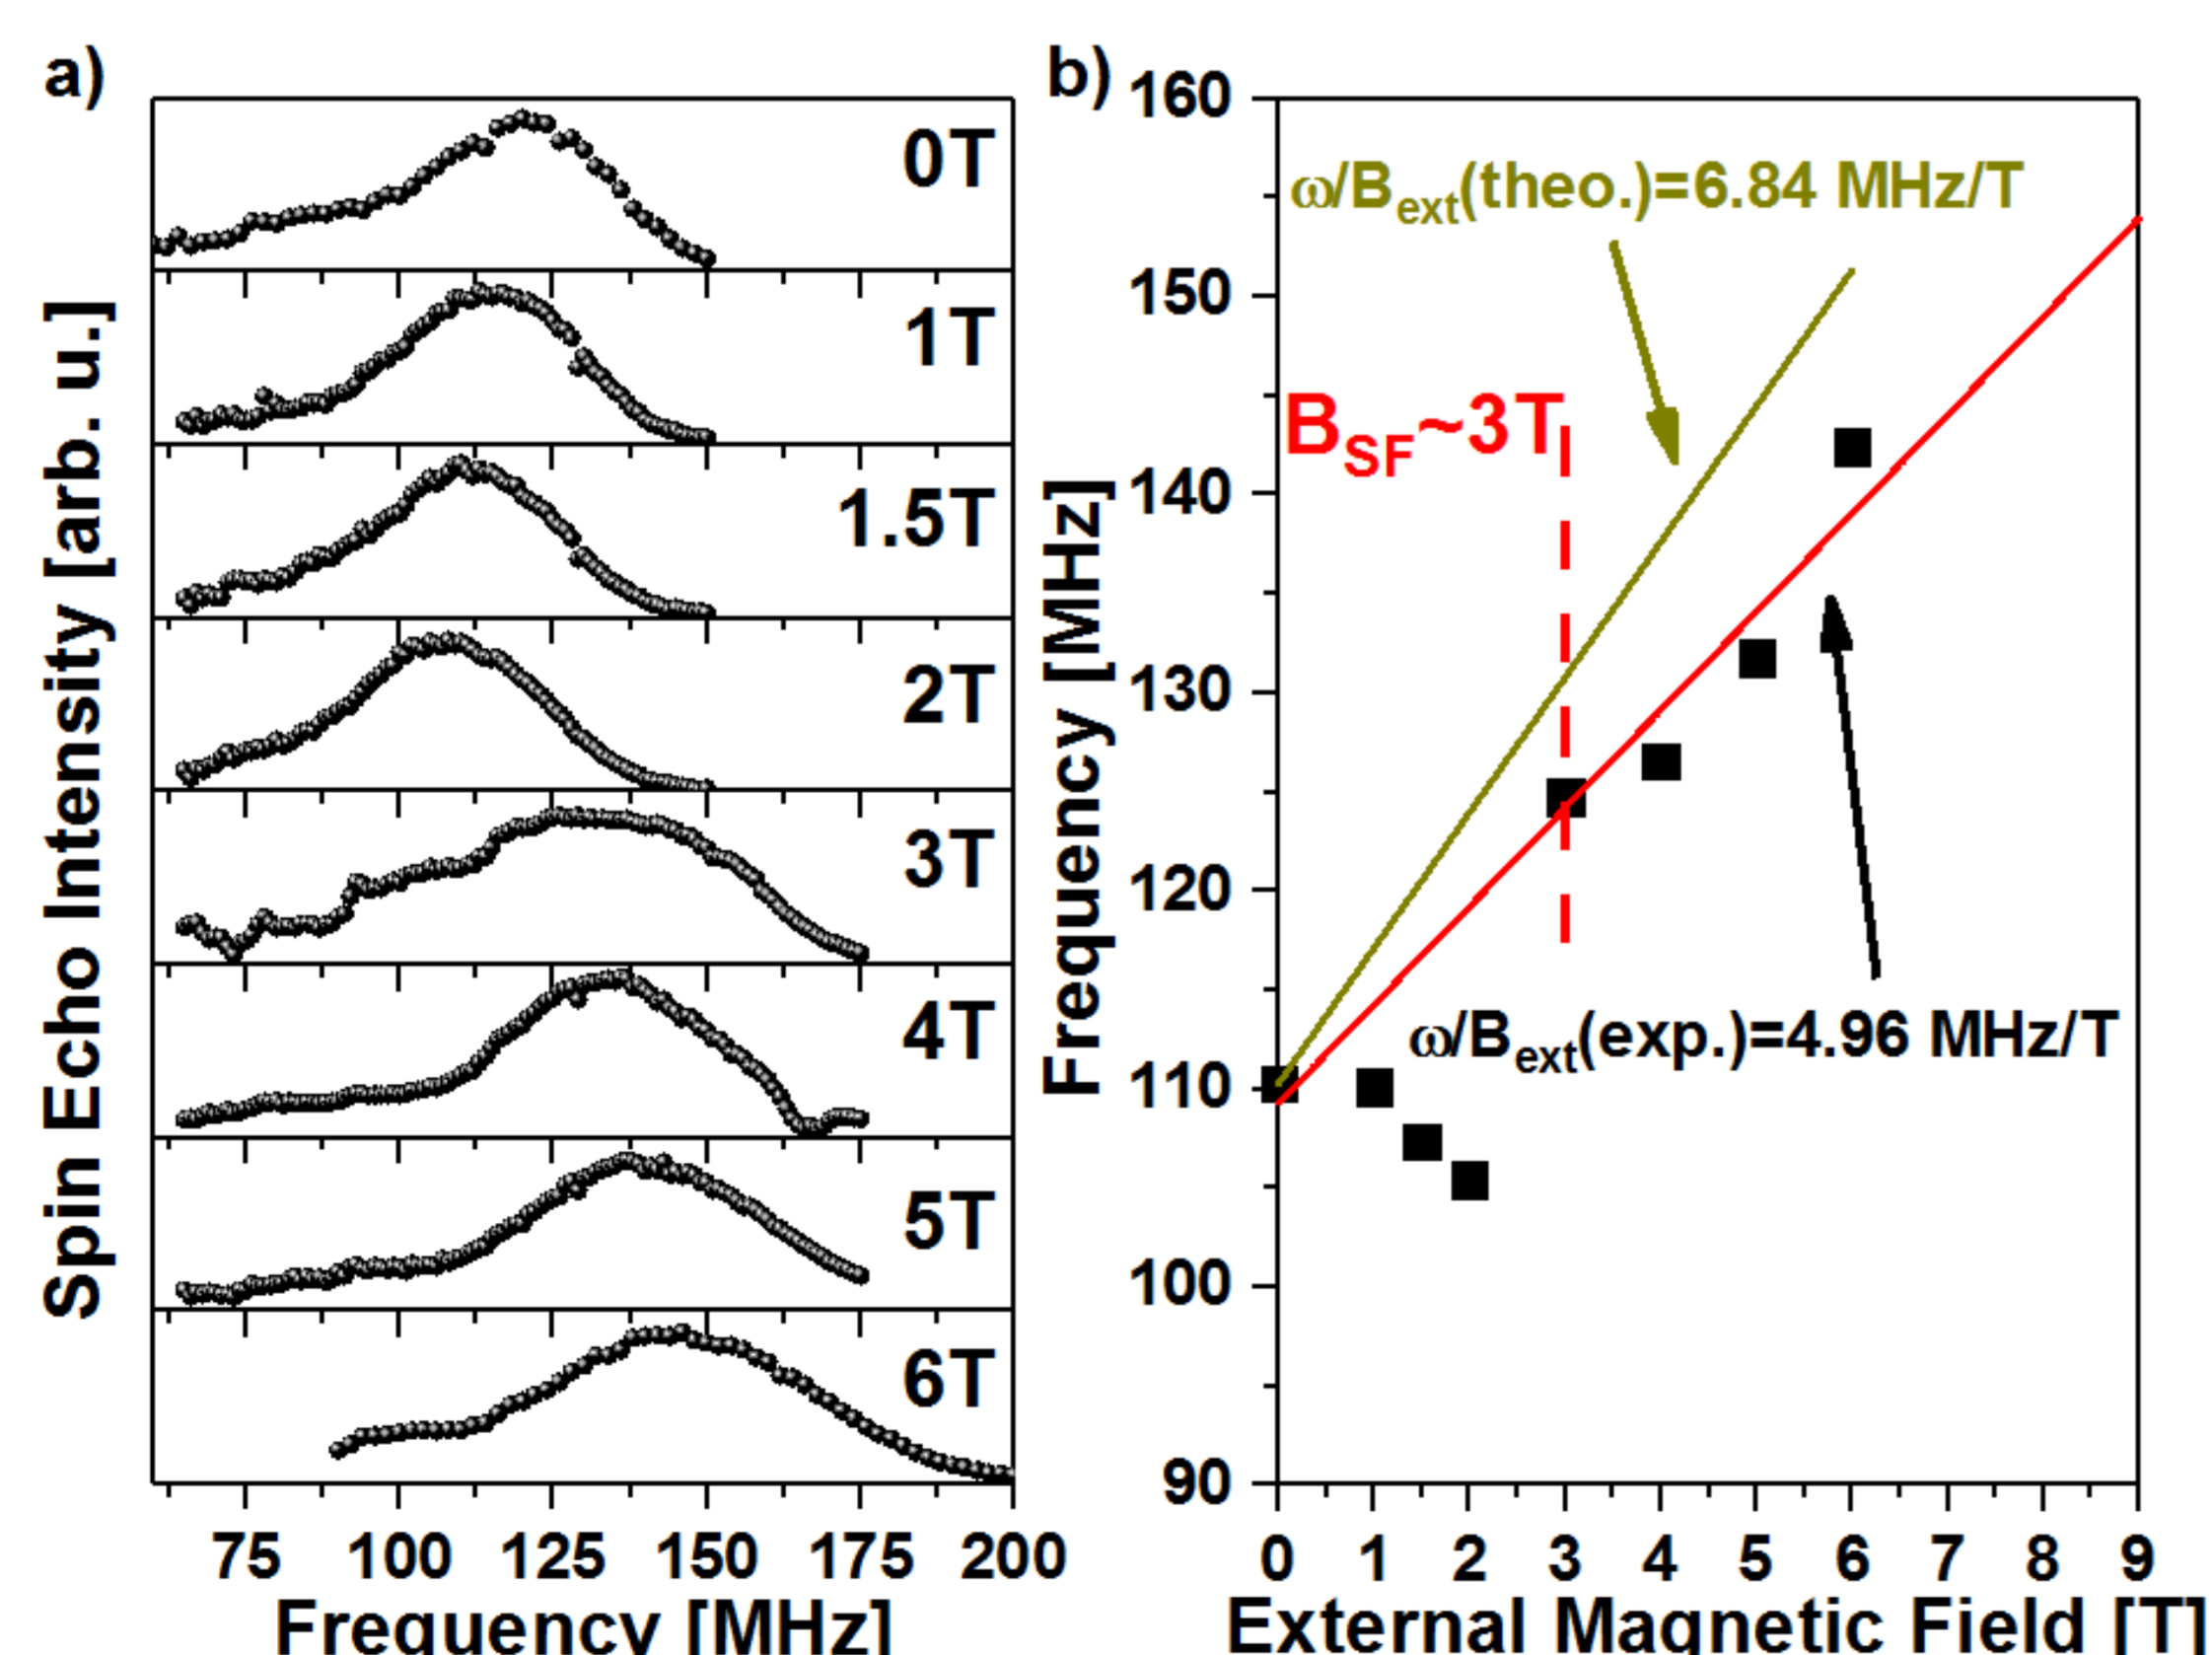 a)
Spin Echo Intensity [arb. u.]
0T
1T
1.5T
2T
3T
4T
5T
6T
75 100 125 150 175 200
Frequency [MHz]
b)
Frequency [MHz]
160
150
140
130
120
110
100
90
ω/Bext(theo.)=6.84 MHz/T
BSF~3T
ω/Bext(exp.)=4.96 MHz/T
0 1 2 3 4 5 6 7 8 9
External Magnetic Field [T]